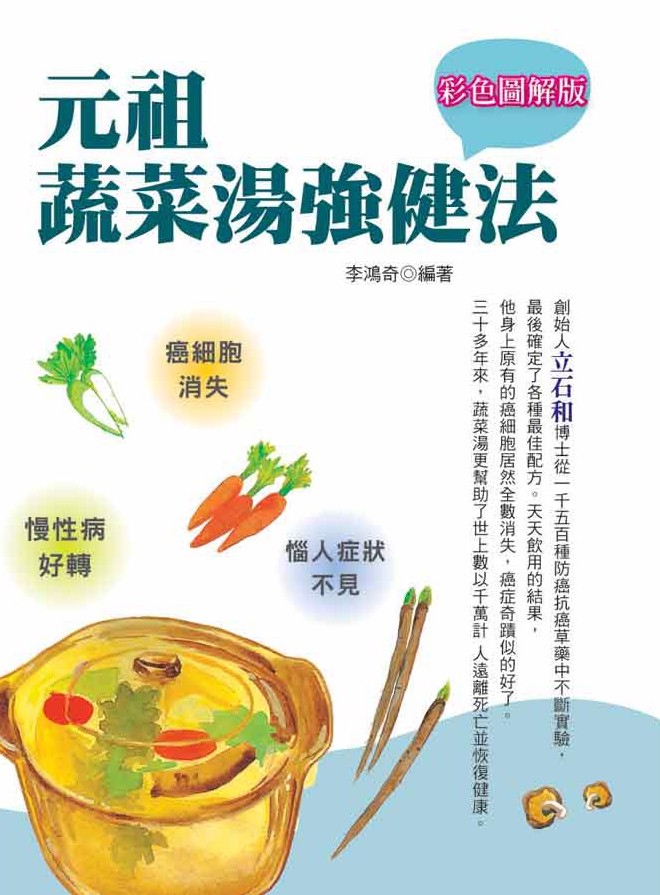 彩色圖解版
元祖
蔬菜湯強健法
李鴻奇◎編著
創始人立石和博士從一千五百種防癌抗癌草藥中不斷實驗，
最後確定了各種最佳配方。天天飲用的結果，
他身上原有的癌細胞居然全數消失，癌症奇蹟似的好了。
三十多年來，蔬菜湯更幫助了世上數以千萬計 人遠離死亡並恢復健康。
癌細胞
消失
慢性病
好轉
惱人症狀
不見